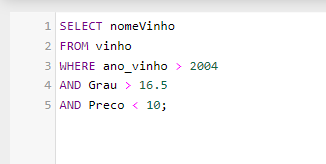 1 SELECT nomeVinho
2 FROM vinho
3 WHERE ano_vinho > 2004
4 AND Grau > 16.5
5 AND Preco < 10;